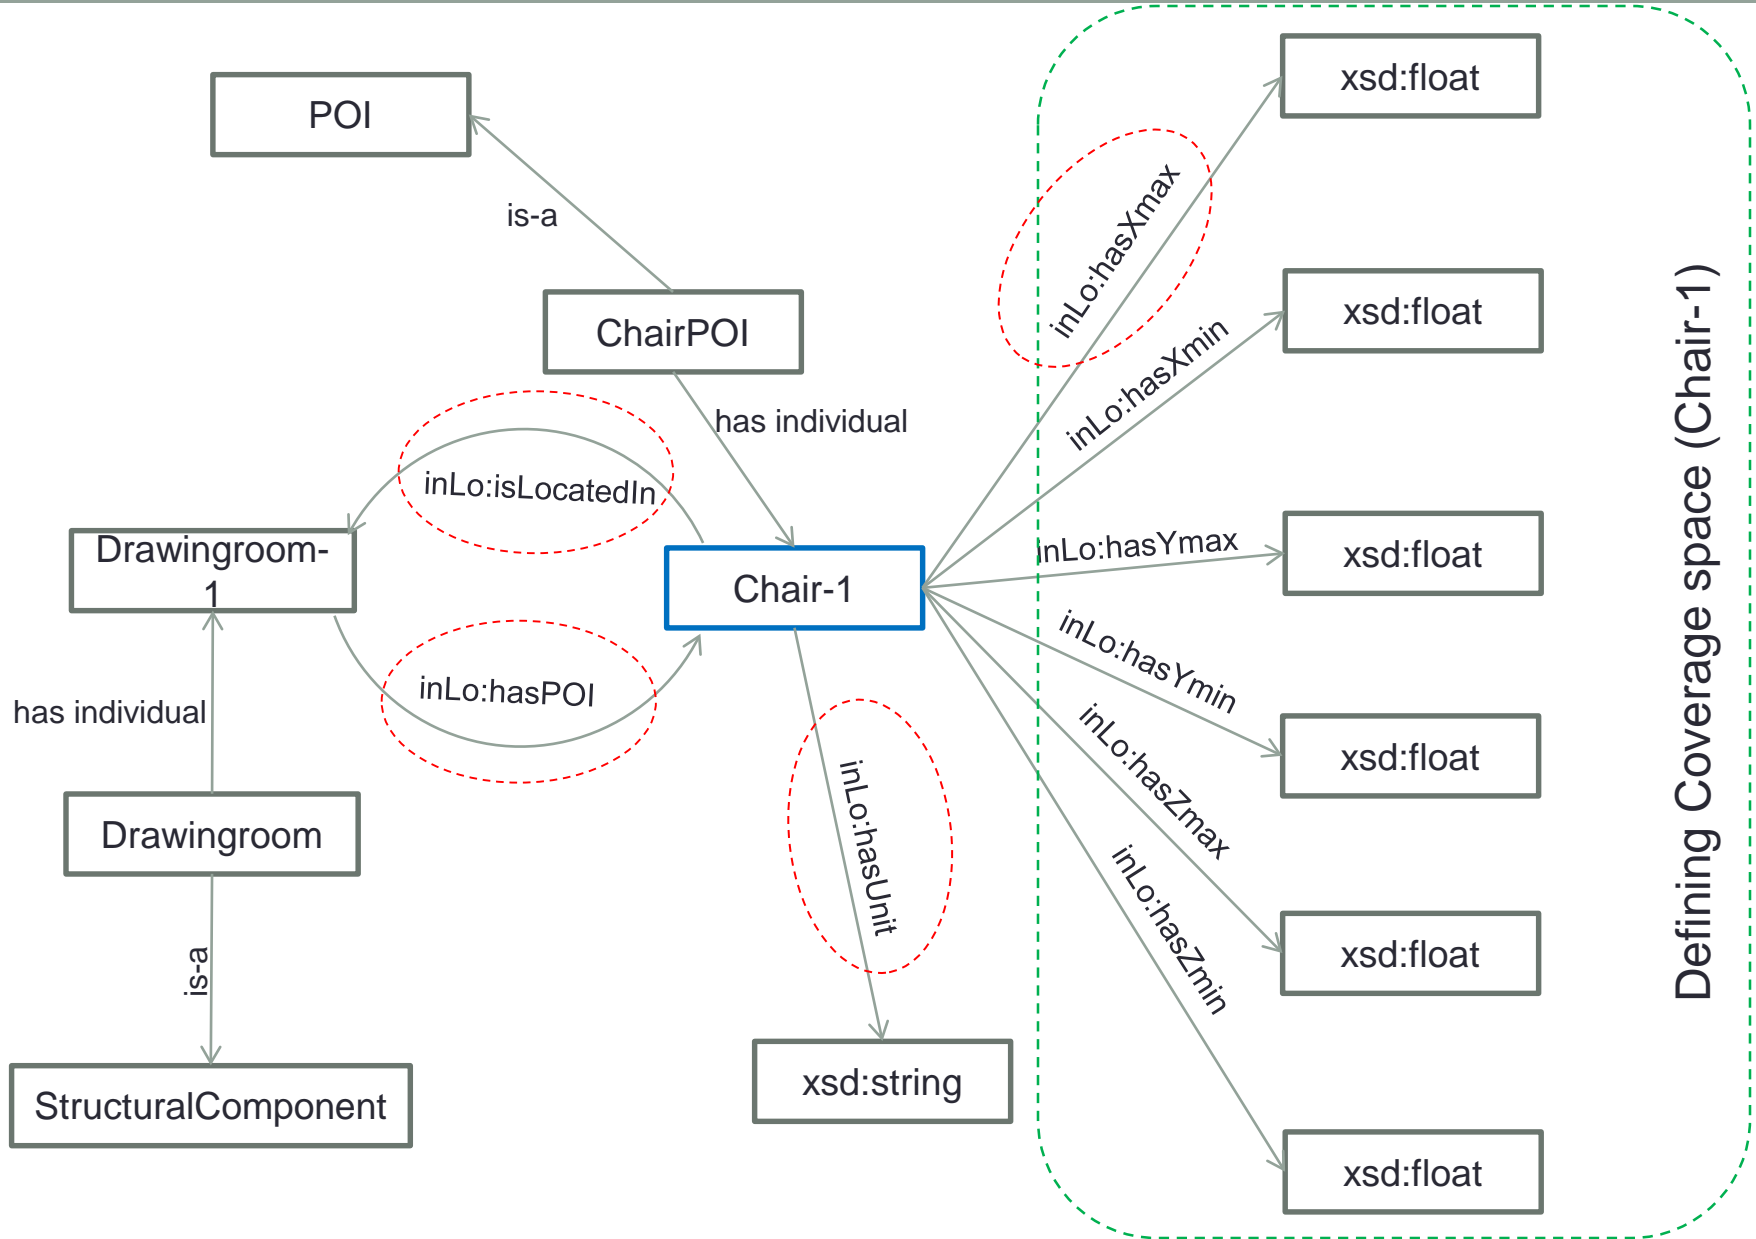 POI
is-a
ChairPOI
has individual
inLo:isLocatedIn
Drawingroom-
1
Chair-1
inLo:hasPOI
has individual
Drawingroom
is-a
StructuralComponent
inLo:hasUnit
xsd:string
inLo:hasXmax
xsd:float
inLo:hasXmin
xsd:float
inLo:hasYmax
xsd:float
inLo:hasYmin
xsd:float
inLo:hasZmax
xsd:float
inLo:hasZmin
xsd:float
Defining Coverage space (Chair-1)